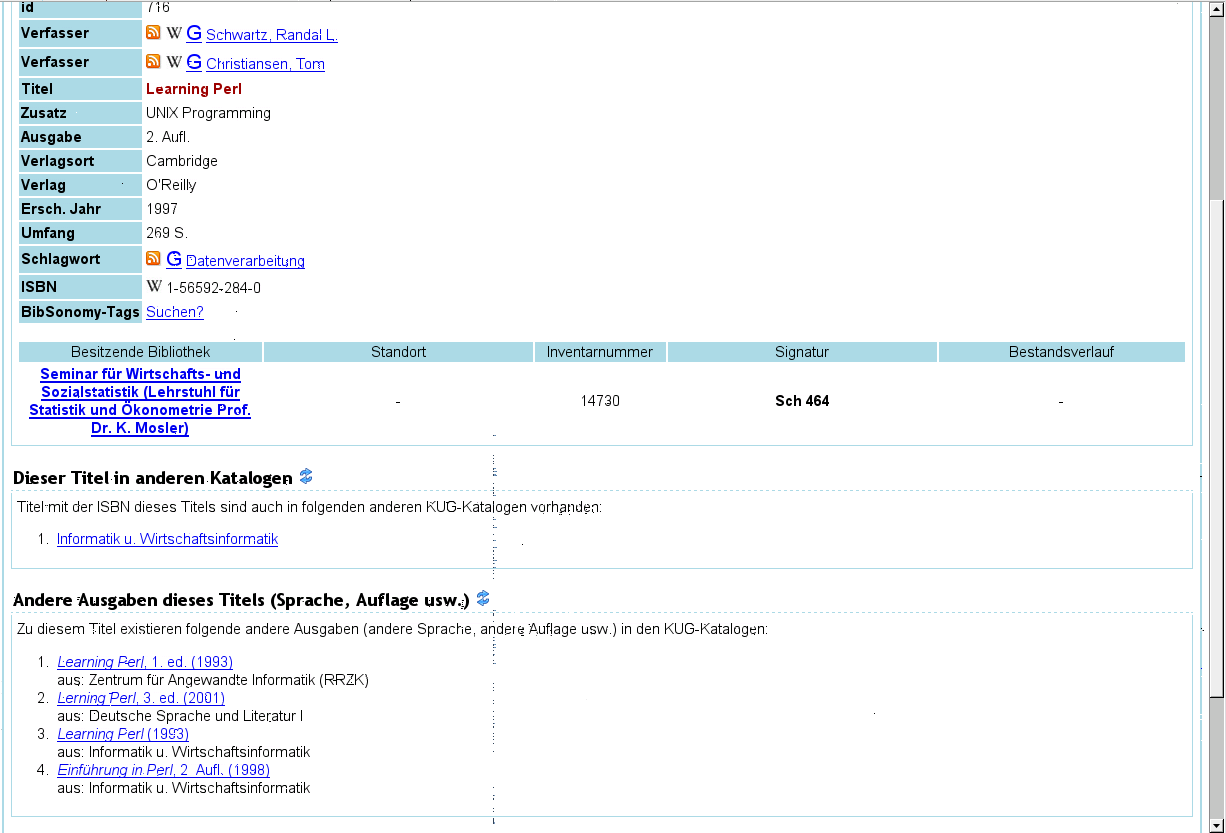 id 716
Verfasser W G Schwartz, Randal L.
Verfasser W G Christiansen, Tom
Titel Learning Perl
Zusatz UNIX Programming
Ausgabe 2. Aufl.
Verlagsort Cambridge
Verlag O'Reilly
Ersch. Jahr 1997
Umfang 269 S.
Schlagwort G Datenverarbeitung
ISBN W 1-56592-284-0
BibSonomy-Tags Suchen?
Besitzende Bibliothek Standort Inventarnummer Signatur Bestandsverlauf
Seminar für Wirtschafts- und
Sozialstatistik (Lehrstuhl für
Statistik und Ökonometrie Prof.
Dr. K. Mosler)
- 14730 Sch 464 -
Dieser Titel in anderen Katalogen
Titel mit der ISBN dieses Titels sind auch in folgenden anderen KUG-Katalogen vorhanden:
1. Informatik u. Wirtschaftsinformatik
Andere Ausgaben dieses Titels (Sprache, Auflage usw.)
Zu diesem Titel existieren folgende andere Ausgaben (andere Sprache, andere Auflage usw.) in den KUG-Katalogen:
1. Learning Perl, 1. ed. (1993)
aus: Zentrum für Angewandte Informatik (RRZK)
2. Lerning Perl, 3. ed. (2001)
aus: Deutsche Sprache und Literatur I
3. Learning Perl (1993)
aus: Informatik u. Wirtschaftsinformatik
4. Einführung in Perl, 2. Aufl. (1998)
aus: Informatik u. Wirtschaftsinformatik